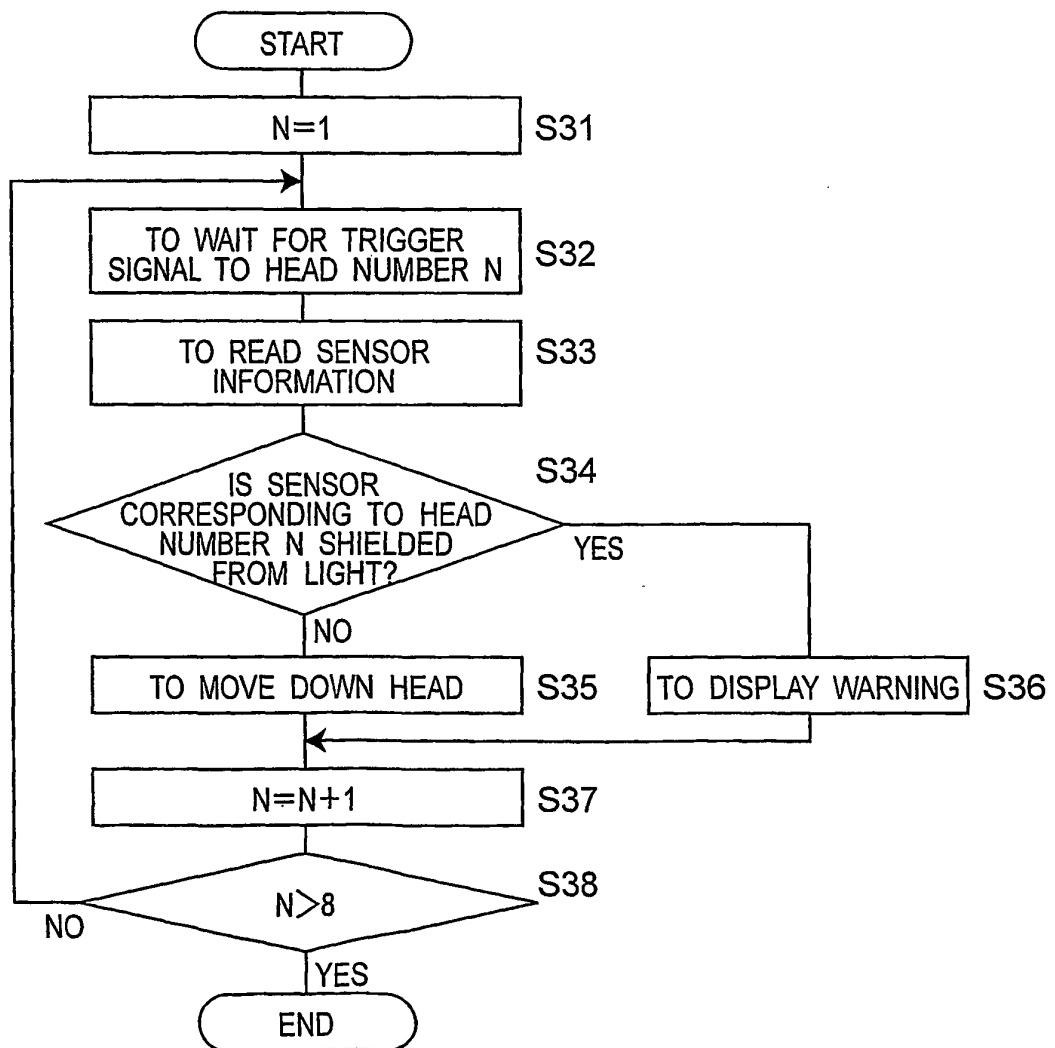 START
N=1
S31
TO WAIT FOR TRIGGER
SIGNAL TO HEAD NUMBER N
S32
TO READ SENSOR
INFORMATION
S33
IS SENSOR
CORRESPONDING TO HEAD
NUMBER N SHIELDED
FROM LIGHT?
S34
YES
NO
TO MOVE DOWN HEAD
S35
TO DISPLAY WARNING
S36
N=N+1
S37
N>8
S38
NO
YES
END